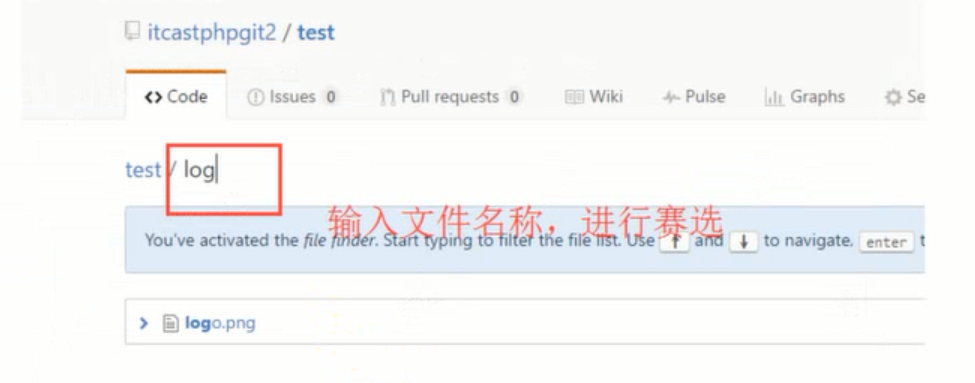 itcastphpgit2 / test
Code Issues 0 Pull requests 0 Wiki Pulse Graphs Se
test / log
输入文件名称，进行赛选
You've activated the file finder. Start typing to filter the file list. Use ↑ and ↓ to navigate. enter t
logo.png